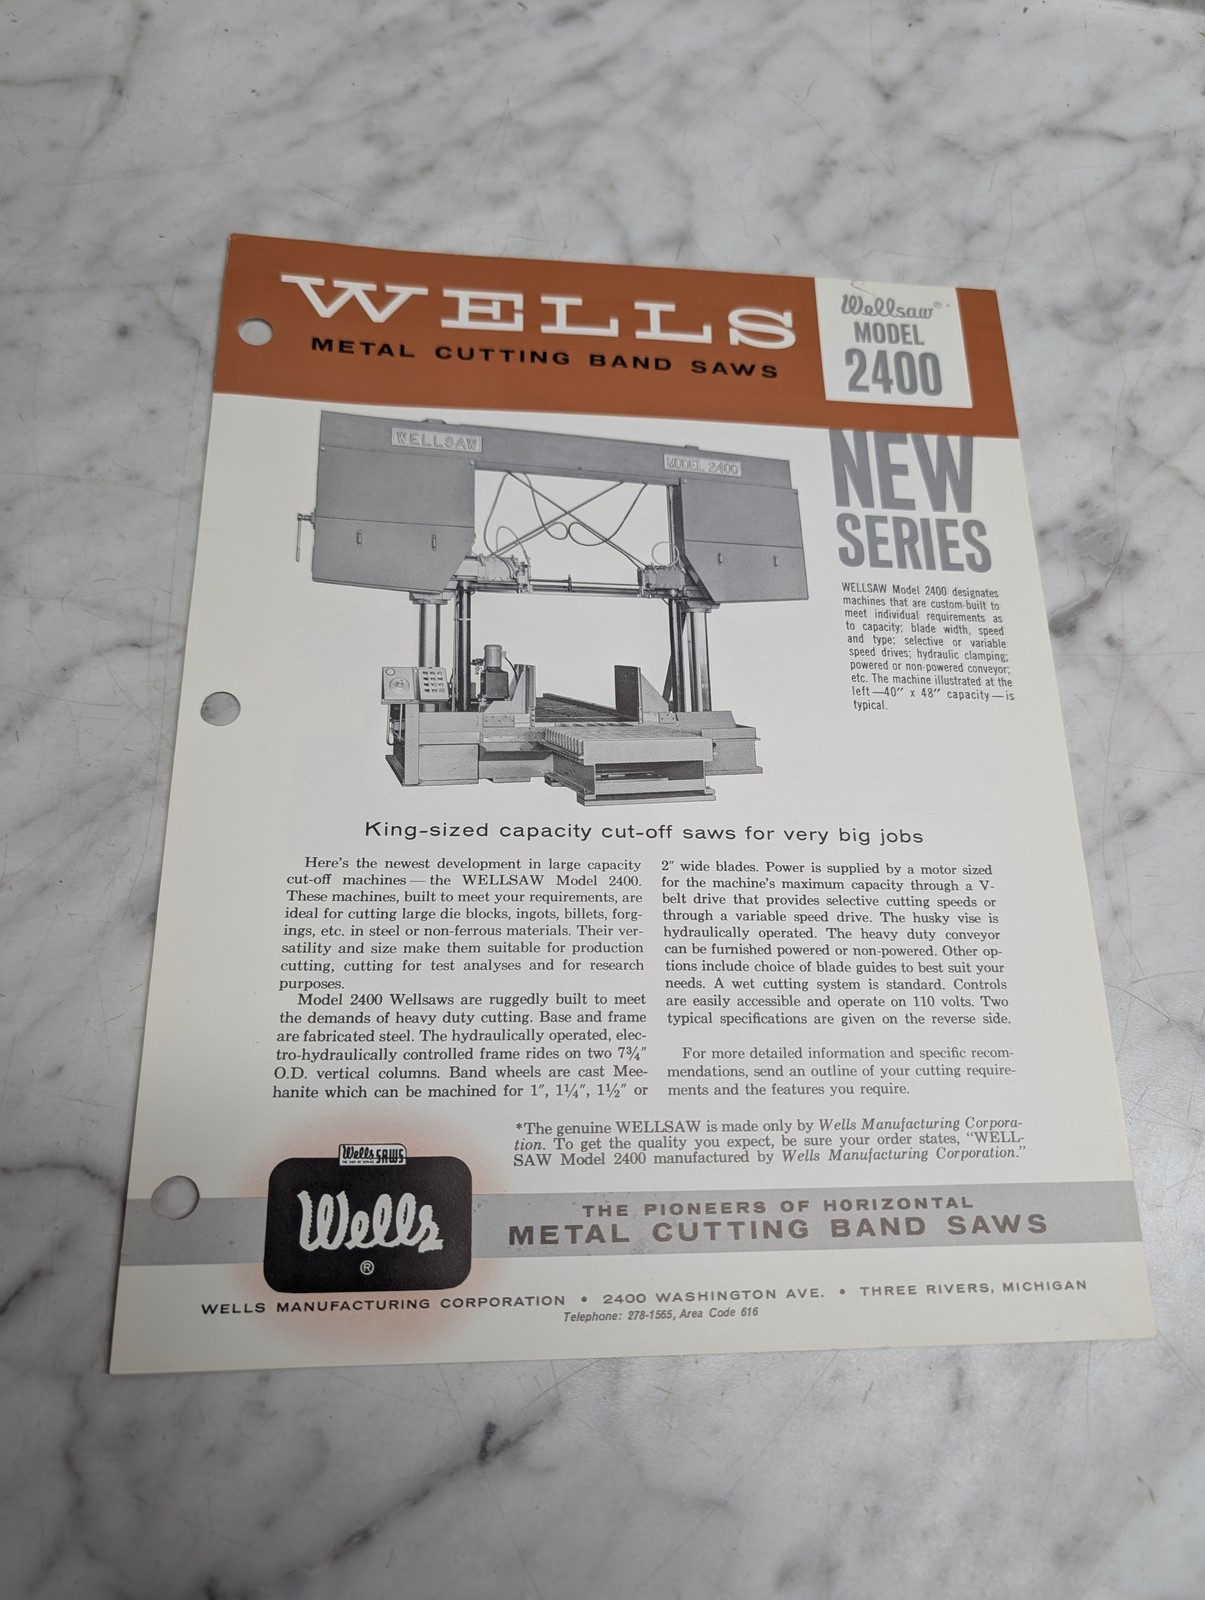 WELLS
METAL CUTTING BAND SAWS
Wellsaw®
MODEL
2400
NEW
SERIES
WELLSAW
MODEL 2400
WELLSAW Model 2400 designates
machines that are custom-built to
meet individual requirements as
to capacity; blade width, speed
and type; selective or variable
speed drives; hydraulic clamping;
powered or non-powered conveyor;
etc. The machine illustrated at the
left—40″ x 48″ capacity—is
typical.
King-sized capacity cut-off saws for very big jobs
Here's the newest development in large capacity
cut-off machines — the WELLSAW Model 2400.
These machines, built to meet your requirements, are
ideal for cutting large die blocks, ingots, billets, forg-
ings, etc. in steel or non-ferrous materials. Their ver-
satility and size make them suitable for production
cutting, cutting for test analyses and for research
purposes.
Model 2400 Wellsaws are ruggedly built to meet
the demands of heavy duty cutting. Base and frame
are fabricated steel. The hydraulically operated, elec-
tro-hydraulically controlled frame rides on two 7¾″
O.D. vertical columns. Band wheels are cast Mee-
hanite which can be machined for 1″, 1¼″, 1½″ or
2″ wide blades. Power is supplied by a motor sized
for the machine's maximum capacity through a V-
belt drive that provides selective cutting speeds or
through a variable speed drive. The husky vise is
hydraulically operated. The heavy duty conveyor
can be furnished powered or non-powered. Other op-
tions include choice of blade guides to best suit your
needs. A wet cutting system is standard. Controls
are easily accessible and operate on 110 volts. Two
typical specifications are given on the reverse side.
For more detailed information and specific recom-
mendations, send an outline of your cutting require-
ments and the features you require.
*The genuine WELLSAW is made only by Wells Manufacturing Corpora-
tion. To get the quality you expect, be sure your order states, "WELL-
SAW Model 2400 manufactured by Wells Manufacturing Corporation."
Wells SAWS
Wells
®
THE PIONEERS OF HORIZONTAL
METAL CUTTING BAND SAWS
WELLS MANUFACTURING CORPORATION • 2400 WASHINGTON AVE. • THREE RIVERS, MICHIGAN
Telephone: 278-1565, Area Code 616